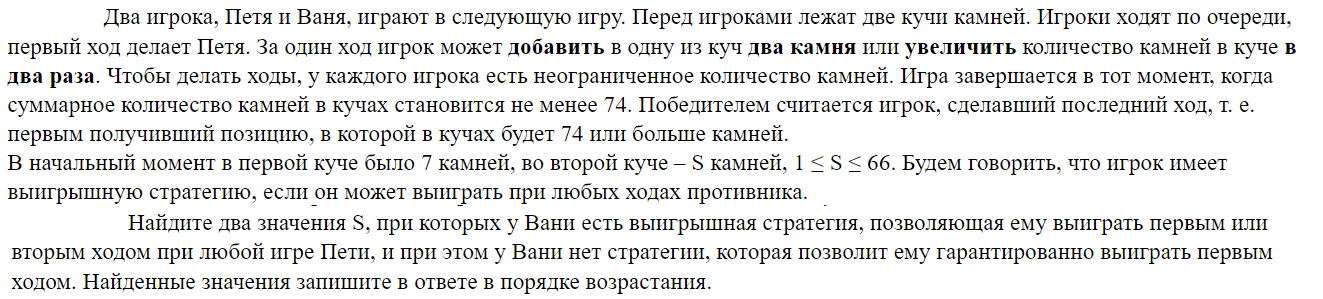 Два игрока, Петя и Ваня, играют в следующую игру. Перед игроками лежат две кучи камней. Игроки ходят по очереди,
первый ход делает Петя. За один ход игрок может добавить в одну из куч два камня или увеличить количество камней в куче в
два раза. Чтобы делать ходы, у каждого игрока есть неограниченное количество камней. Игра завершается в тот момент, когда
суммарное количество камней в кучах становится не менее 74. Победителем считается игрок, сделавший последний ход, т. е.
первым получивший позицию, в которой в кучах будет 74 или больше камней.
В начальный момент в первой куче было 7 камней, во второй куче – S камней, 1 ≤ S ≤ 66. Будем говорить, что игрок имеет
выигрышную стратегию, если он может выиграть при любых ходах противника.
Найдите два значения S, при которых у Вани есть выигрышная стратегия, позволяющая ему выиграть первым или
вторым ходом при любой игре Пети, и при этом у Вани нет стратегии, которая позволит ему гарантированно выиграть первым
ходом. Найденные значения запишите в ответе в порядке возрастания.